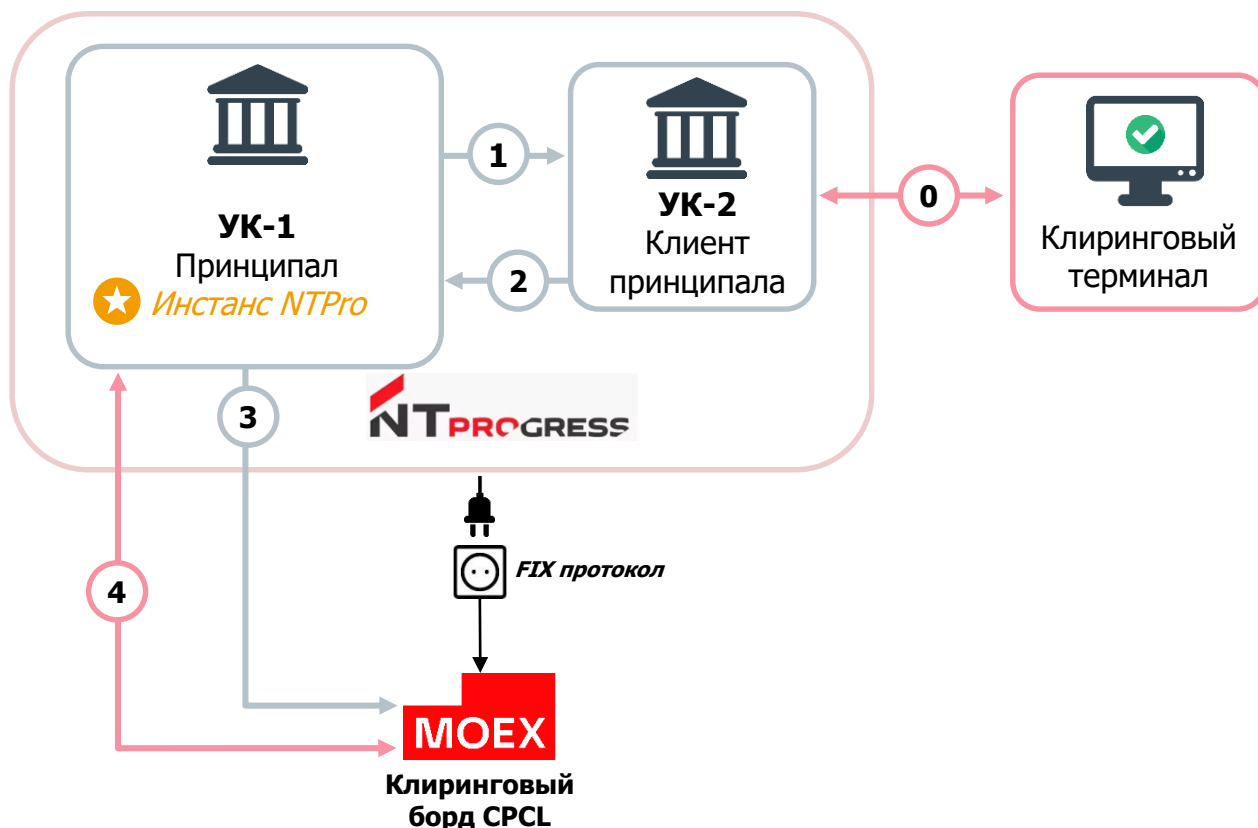 1
УК-1
Принципал
Инстанс NTPro
2
УК-2
Клиент
принципала
0
Клиринговый
терминал
3
NTPROGRESS
4
FIX протокол
MOEX
Клиринговый
борд CPCL